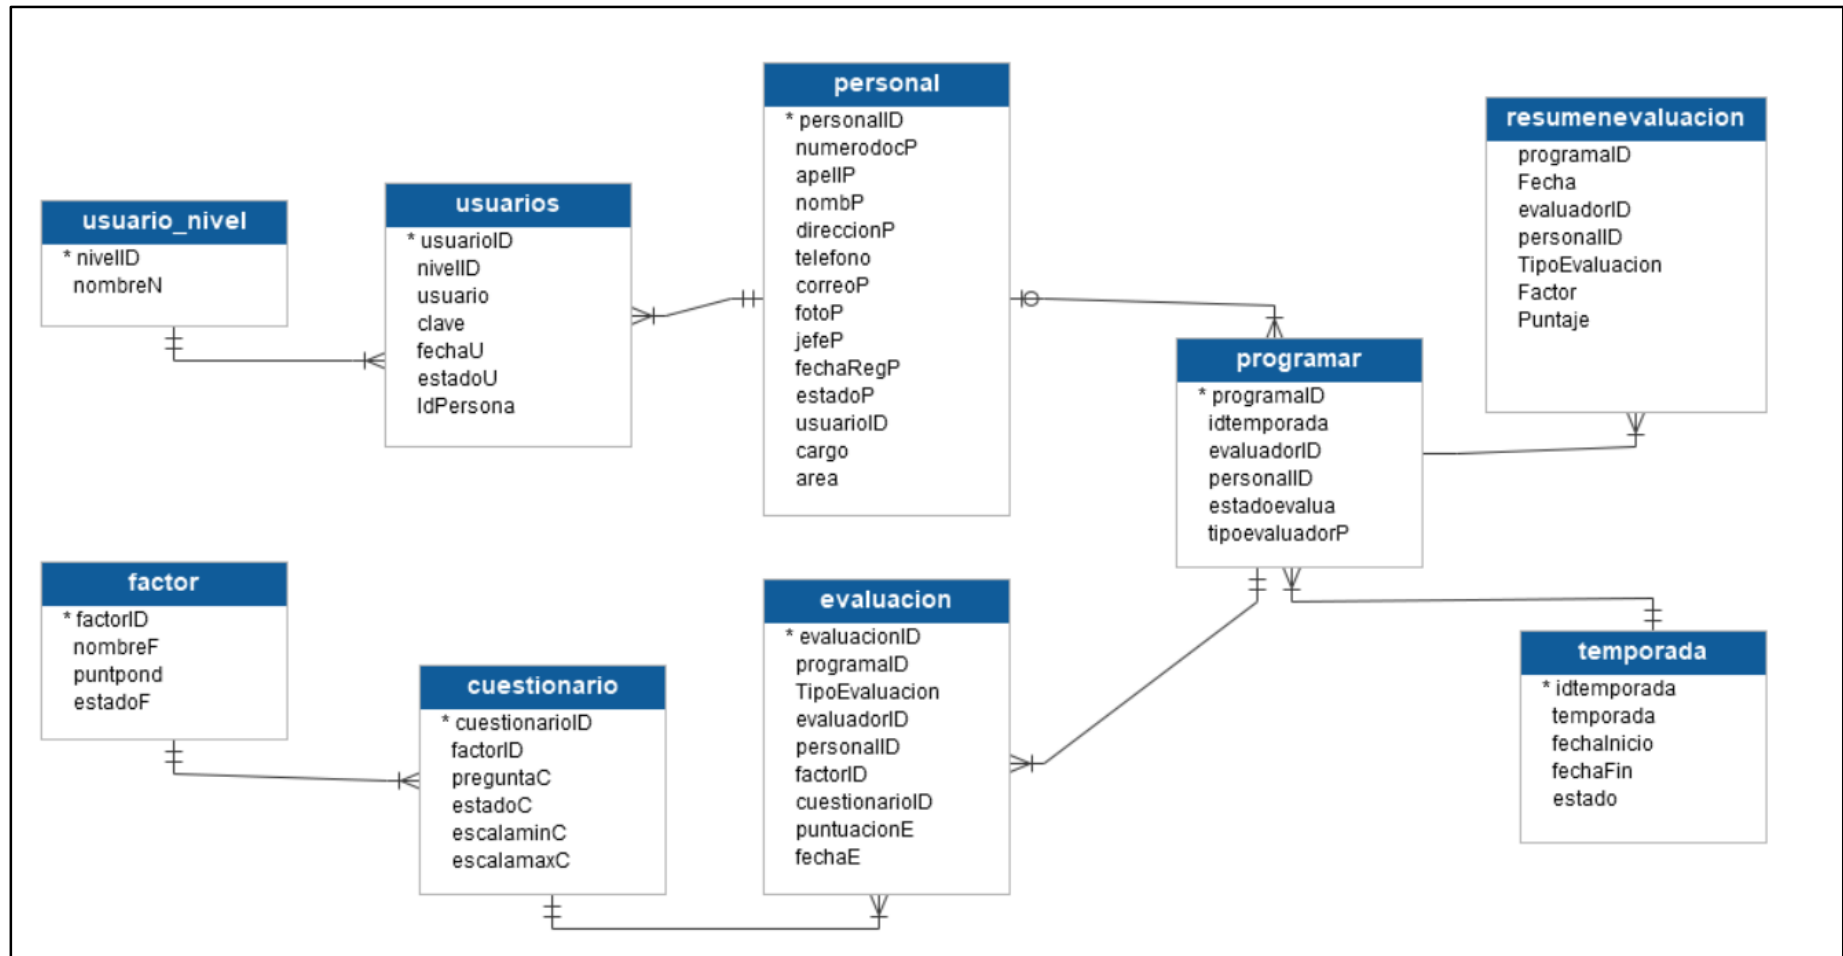 usuario_nivel
* nivelID
nombreN
usuarios
* usuarioID
nivelID
usuario
clave
fechaU
estadoU
IdPersona
personal
* personalID
numerodocP
apellP
nombP
direccionP
telefono
correoP
fotoP
jefeP
fechaRegP
estadoP
usuarioID
cargo
area
resumenevaluacion
programaID
Fecha
evaluadorID
personalID
TipoEvaluacion
Factor
Puntaje
programar
* programaID
idtemporada
evaluadorID
personalID
estadoevalua
tipoevaluadorP
factor
* factorID
nombreF
puntpond
estadoF
cuestionario
* cuestionarioID
factorID
preguntaC
estadoC
escalaminC
escalamaxC
evaluacion
* evaluacionID
programaID
TipoEvaluacion
evaluadorID
personalID
factorID
cuestionarioID
puntuacionE
fechaE
temporada
* idtemporada
temporada
fechaInicio
fechaFin
estado